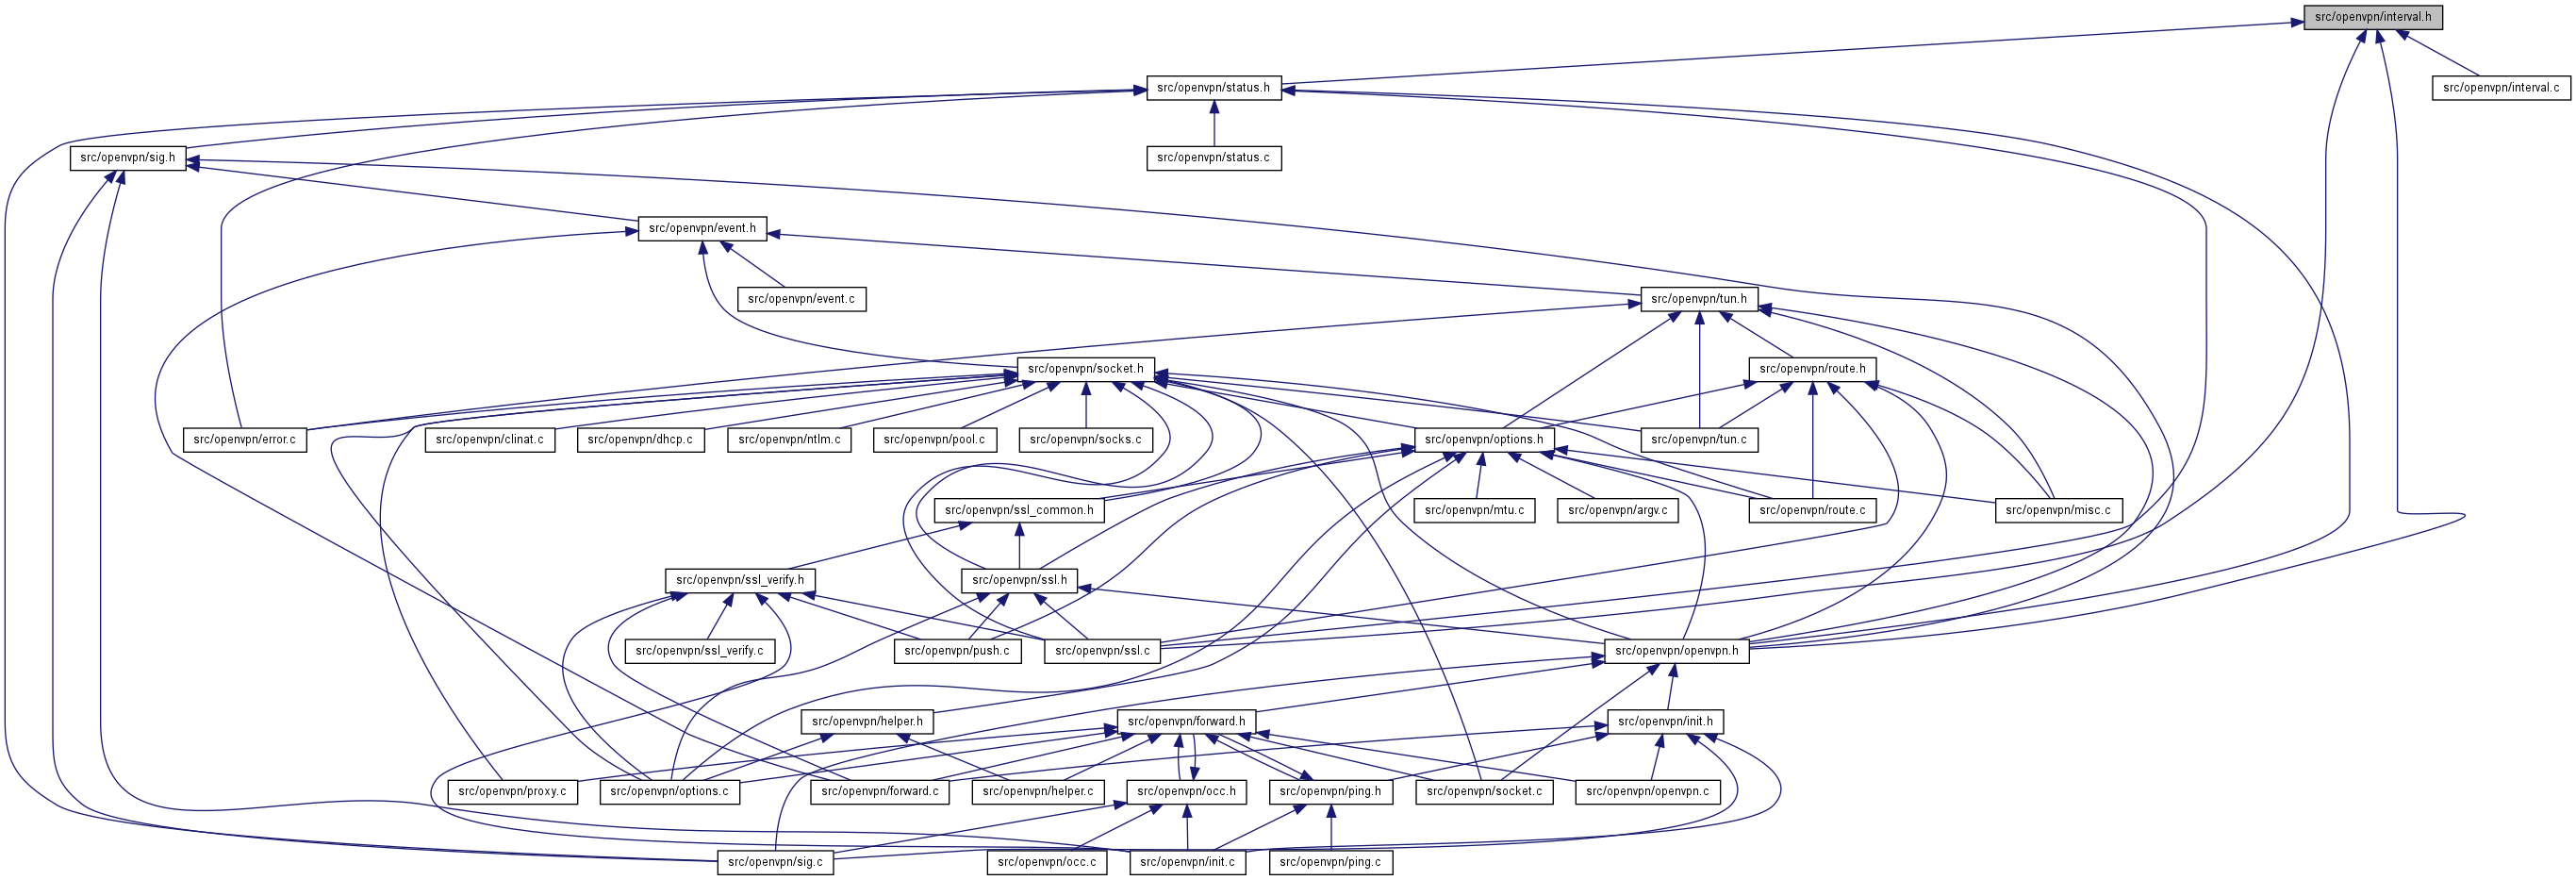 src/openvpn/interval.h
src/openvpn/status.h
src/openvpn/interval.c
src/openvpn/sig.h
src/openvpn/status.c
src/openvpn/event.h
src/openvpn/event.c
src/openvpn/tun.h
src/openvpn/socket.h
src/openvpn/route.h
src/openvpn/error.c
src/openvpn/clinat.c
src/openvpn/dhcp.c
src/openvpn/ntlm.c
src/openvpn/pool.c
src/openvpn/socks.c
src/openvpn/options.h
src/openvpn/tun.c
src/openvpn/ssl_common.h
src/openvpn/mtu.c
src/openvpn/argv.c
src/openvpn/route.c
src/openvpn/misc.c
src/openvpn/ssl_verify.h
src/openvpn/ssl.h
src/openvpn/ssl_verify.c
src/openvpn/push.c
src/openvpn/ssl.c
src/openvpn/openvpn.h
src/openvpn/helper.h
src/openvpn/forward.h
src/openvpn/init.h
src/openvpn/proxy.c
src/openvpn/options.c
src/openvpn/forward.c
src/openvpn/helper.c
src/openvpn/occ.h
src/openvpn/ping.h
src/openvpn/socket.c
src/openvpn/openvpn.c
src/openvpn/sig.c
src/openvpn/occ.c
src/openvpn/init.c
src/openvpn/ping.c